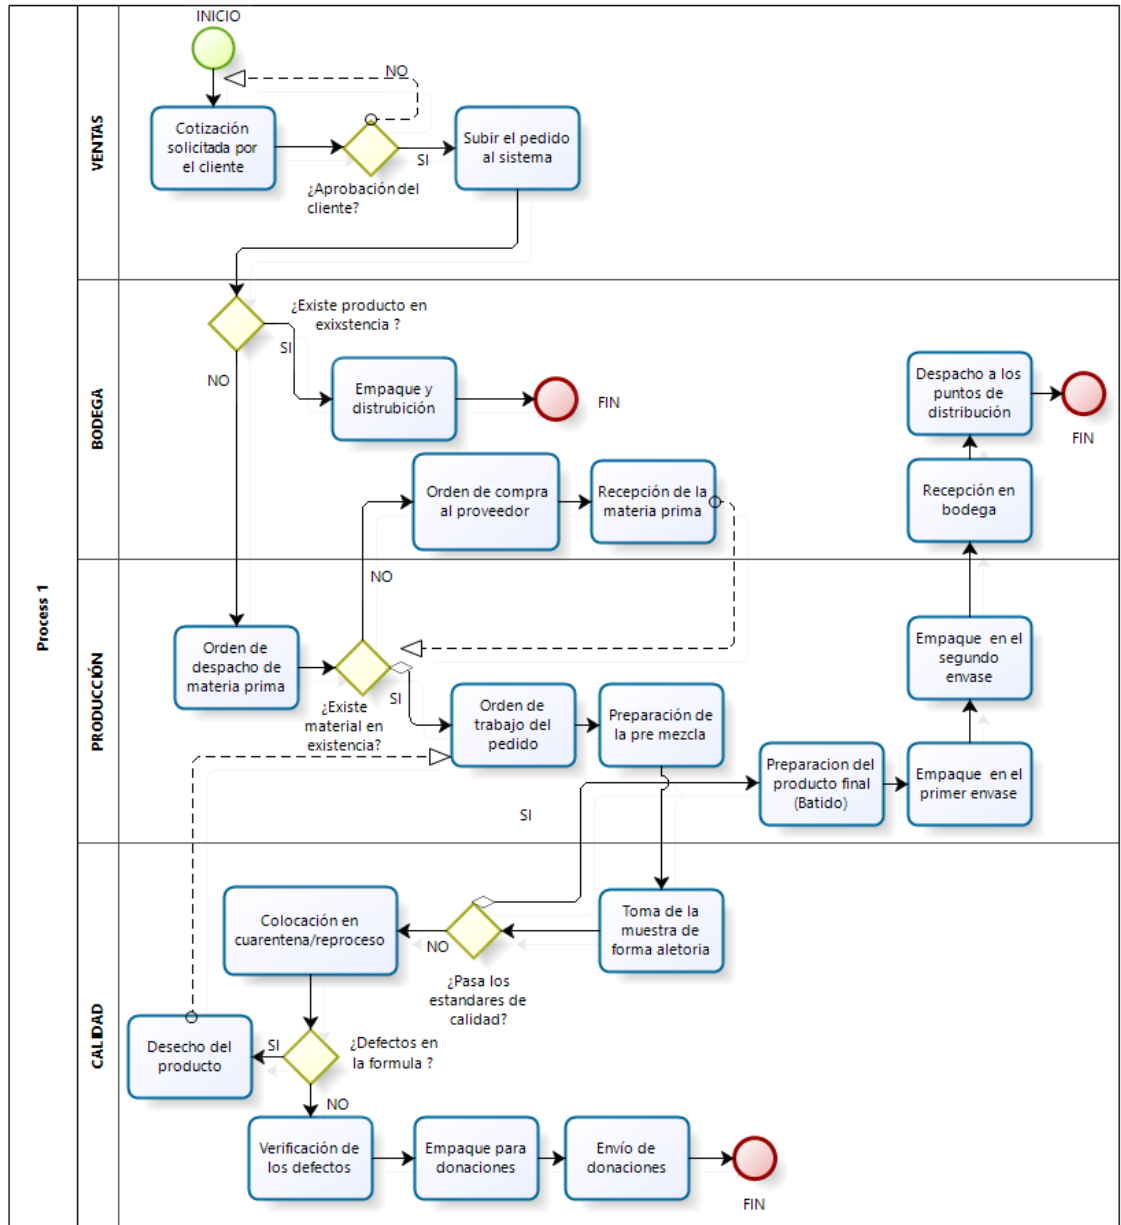 Process 1
VENTAS
INICIO
NO
Cotización
solicitada por
el cliente
SI
¿Aprobación del
cliente?
Subir el pedido
al sistema
BODEGA
¿Existe producto en
exixstencia ?
SI
NO
Empaque y
distrubición
FIN
Despacho a los
puntos de
distribución
FIN
Orden de compra
al proveedor
Recepción de la
materia prima
Recepción en
bodega
PRODUCCIÓN
NO
Orden de
despacho de
materia prima
¿Existe
material en
existencia?
SI
Orden de
trabajo del
pedido
Preparación de
la pre mezcla
Empaque en el
segundo
envase
Preparacion del
producto final
(Batido)
Empaque en el
primer envase
SI
CALIDAD
Colocación en
cuarentena/reproceso
NO
¿Pasa los
estandares de
calidad?
Toma de la
muestra de
forma aletoria
Desecho del
producto
SI
¿Defectos en
la formula ?
NO
Verificación de
los defectos
Empaque para
donaciones
Envío de
donaciones
FIN